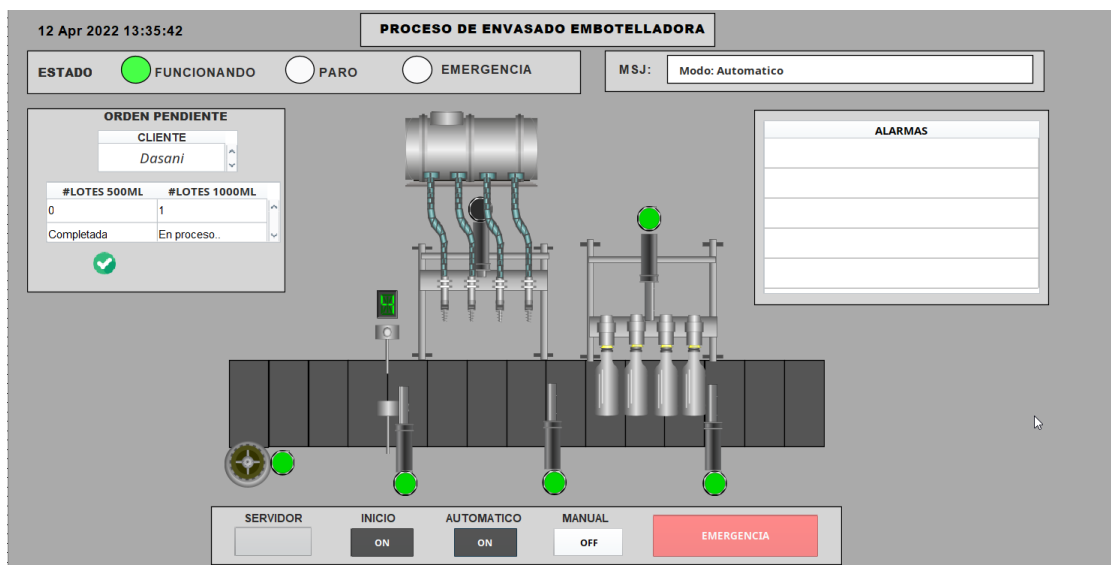 12 Apr 2022 13:35:42
PROCESO DE ENVASADO EMBOTELLADORA
ESTADO FUNCIONANDO PARO EMERGENCIA
MSJ: Modo: Automatico
ORDEN PENDIENTE
CLIENTE
Dasani
#LOTES 500ML #LOTES 1000ML
0 1
Completada En proceso..
ALARMAS
4
SERVIDOR INICIO AUTOMATICO MANUAL
ON ON OFF EMERGENCIA